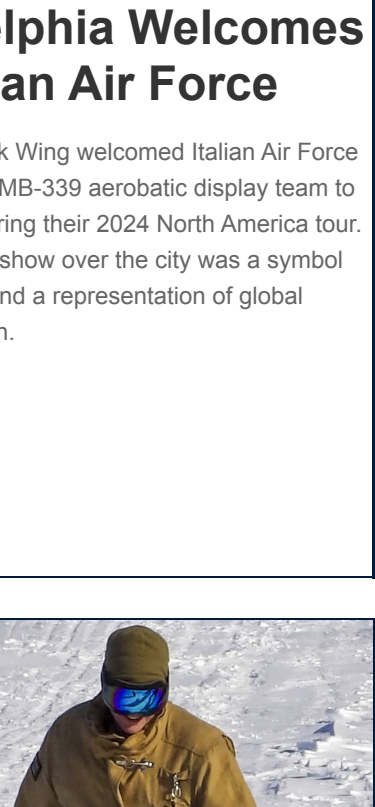 elphia Welcomes
an Air Force
k Wing welcomed Italian Air Force
MB-339 aerobatic display team to
ring their 2024 North America tour.
show over the city was a symbol
nd a representation of global
n.